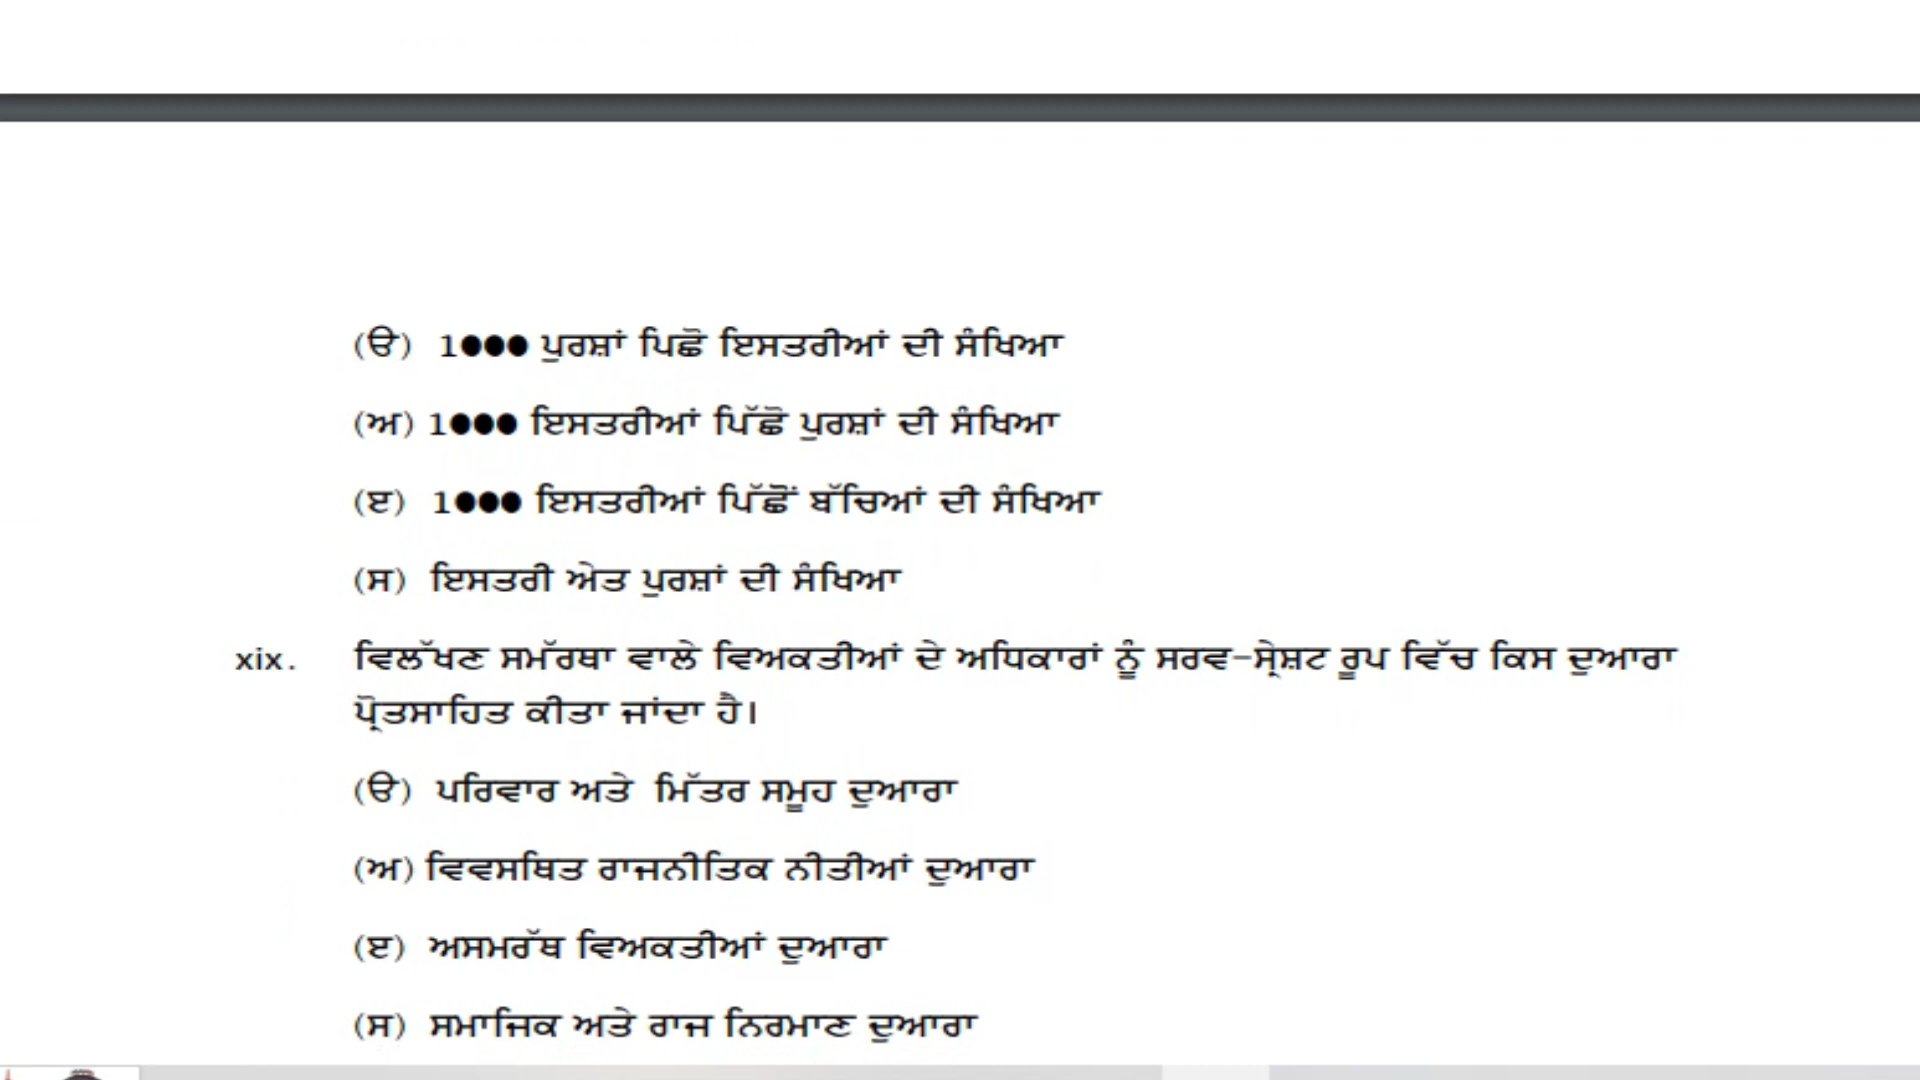 (ੳ) 1●●● ਪੁਰਸ਼ਾਂ ਪਿਛੋ ਇਸਤਰੀਆਂ ਦੀ ਸੰਖਿਆ
(ਅ) 1●●● ਇਸਤਰੀਆਂ ਪਿੱਛੋ ਪੁਰਸ਼ਾਂ ਦੀ ਸੰਖਿਆ
(ੲ) 1●●● ਇਸਤਰੀਆਂ ਪਿੱਛੋਂ ਬੱਚਿਆਂ ਦੀ ਸੰਖਿਆ
(ਸ) ਇਸਤਰੀ ਅੇਤ ਪੁਰਸ਼ਾਂ ਦੀ ਸੰਖਿਆ
xix. ਵਿਲੱਖਣ ਸਮੱਰਥਾ ਵਾਲੇ ਵਿਅਕਤੀਆਂ ਦੇ ਅਧਿਕਾਰਾਂ ਨੂੰ ਸਰਵ-ਸ੍ਰੇਸ਼ਟ ਰੂਪ ਵਿੱਚ ਕਿਸ ਦੁਆਰਾ
ਪ੍ਰੋਤਸਾਹਿਤ ਕੀਤਾ ਜਾਂਦਾ ਹੈ।
(ੳ) ਪਰਿਵਾਰ ਅਤੇ ਮਿੱਤਰ ਸਮੂਹ ਦੁਆਰਾ
(ਅ) ਵਿਵਸਥਿਤ ਰਾਜਨੀਤਿਕ ਨੀਤੀਆਂ ਦੁਆਰਾ
(ੲ) ਅਸਮਰੱਥ ਵਿਅਕਤੀਆਂ ਦੁਆਰਾ
(ਸ) ਸਮਾਜਿਕ ਅਤੇ ਰਾਜ ਨਿਰਮਾਣ ਦੁਆਰਾ